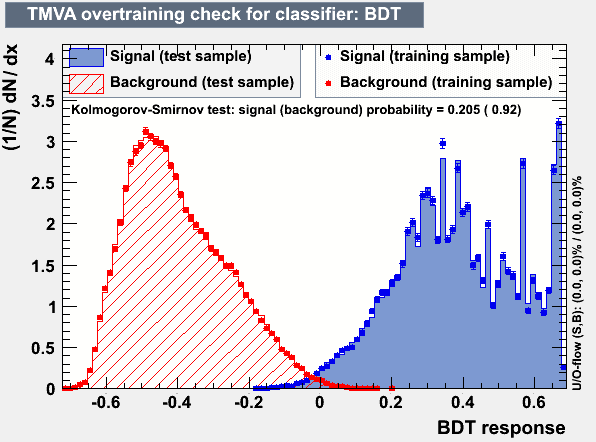 TMVA overtraining check for classifier: BDT
Signal (test sample)
Background (test sample)
Signal (training sample)
Background (training sample)
Kolmogorov-Smirnov test: signal (background) probability = 0.205 ( 0.92)
(1/N) dN / dx
4
3.5
3
2.5
2
1.5
1
0.5
0
-0.6 -0.4 -0.2 0 0.2 0.4 0.6
BDT response
U/O-flow (S,B): (0.0, 0.0)% / (0.0, 0.0)%